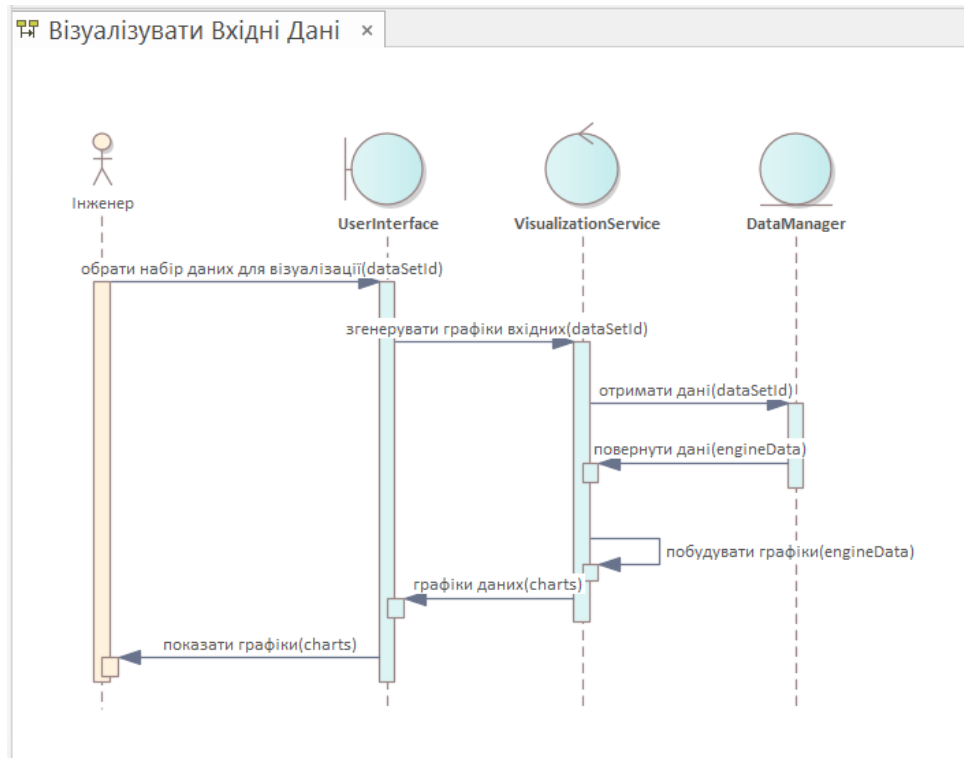 Візуалізувати Вхідні Дані ×
Інженер
UserInterface
VisualizationService
DataManager
обрати набір даних для візуалізації(dataSetId)
згенерувати графіки вхідних(dataSetId)
отримати дані(dataSetId)
повернути дані(engineData)
побудувати графіки(engineData)
графіки даних(charts)
показати графіки(charts)